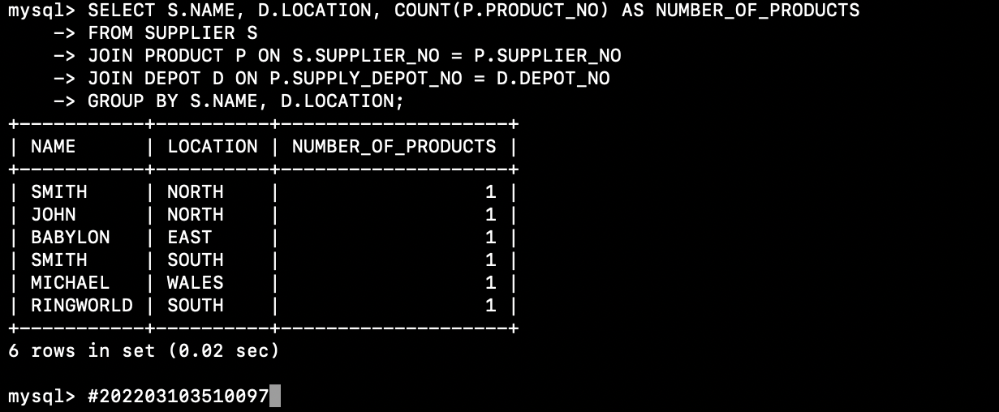 mysql> SELECT S.NAME, D.LOCATION, COUNT(P.PRODUCT_NO) AS NUMBER_OF_PRODUCTS
    -> FROM SUPPLIER S
    -> JOIN PRODUCT P ON S.SUPPLIER_NO = P.SUPPLIER_NO
    -> JOIN DEPOT D ON P.SUPPLY_DEPOT_NO = D.DEPOT_NO
    -> GROUP BY S.NAME, D.LOCATION;
+-----------+----------+--------------------+
| NAME      | LOCATION | NUMBER_OF_PRODUCTS |
+-----------+----------+--------------------+
| SMITH     | NORTH    |                  1 |
| JOHN      | NORTH    |                  1 |
| BABYLON   | EAST     |                  1 |
| SMITH     | SOUTH    |                  1 |
| MICHAEL   | WALES    |                  1 |
| RINGWORLD | SOUTH    |                  1 |
+-----------+----------+--------------------+
6 rows in set (0.02 sec)
mysql> #202203103510097